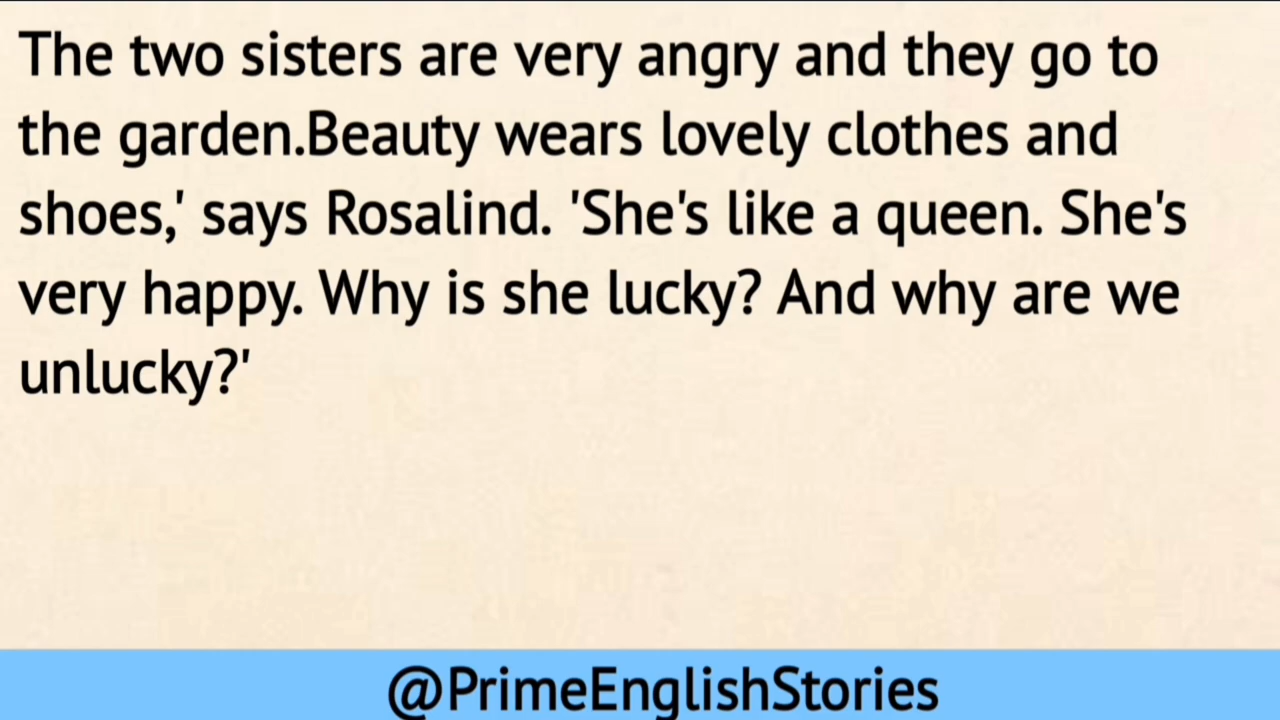 The two sisters are very angry and they go to
the garden.Beauty wears lovely clothes and
shoes,' says Rosalind. 'She's like a queen. She's
very happy. Why is she lucky? And why are we
unlucky?'
@PrimeEnglishStories